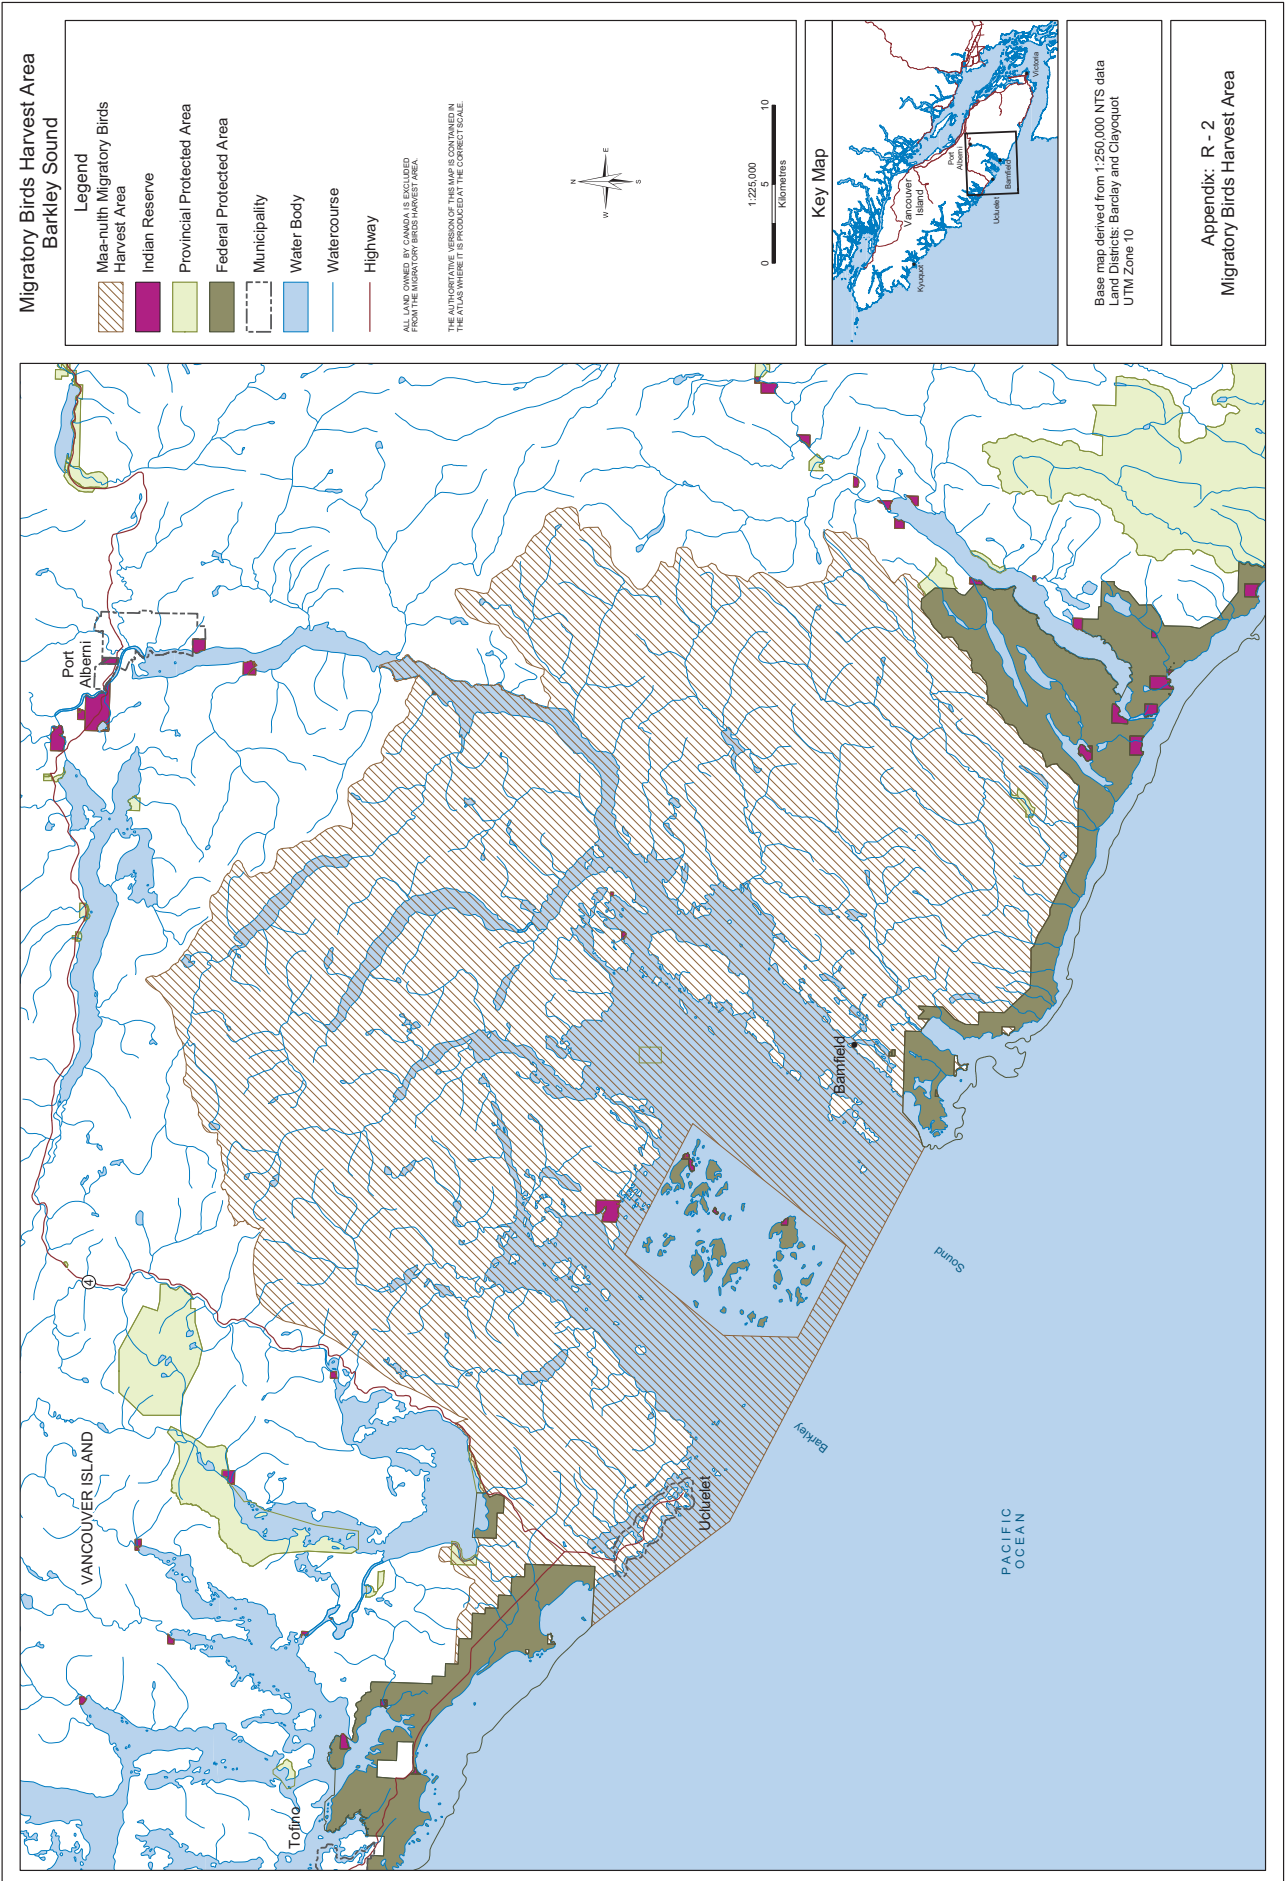 Migratory Birds Harvest Area
Barkley Sound
Legend
Maa-nulth Migratory Birds
Harvest Area
Indian Reserve
Provincial Protected Area
Federal Protected Area
Municipality
Water Body
Watercourse
Highway
ALL LAND OWNED BY CANADA IS EXCLUDED
FROM THE MIGRATORY BIRDS HARVEST AREA.
THE AUTHORITATIVE VERSION OF THIS MAP IS CONTAINED IN
THE ATLAS WHERE IT IS PRODUCED AT THE CORRECT SCALE.
N
W
E
S
1:225,000
0
5
10
Kilometres
Key Map
Kyuquot
Vancouver
Island
Port
Alberni
Ucluelet
Bamfield
Victoria
Base map derived from 1:250,000 NTS data
Land Districts: Barclay and Clayoquot
UTM Zone 10
Appendix: R - 2
Migratory Birds Harvest Area
VANCOUVER ISLAND
4
Port
Alberni
Tofino
Ucluelet
Bamfield
Barkley
Sound
PACIFIC
OCEAN